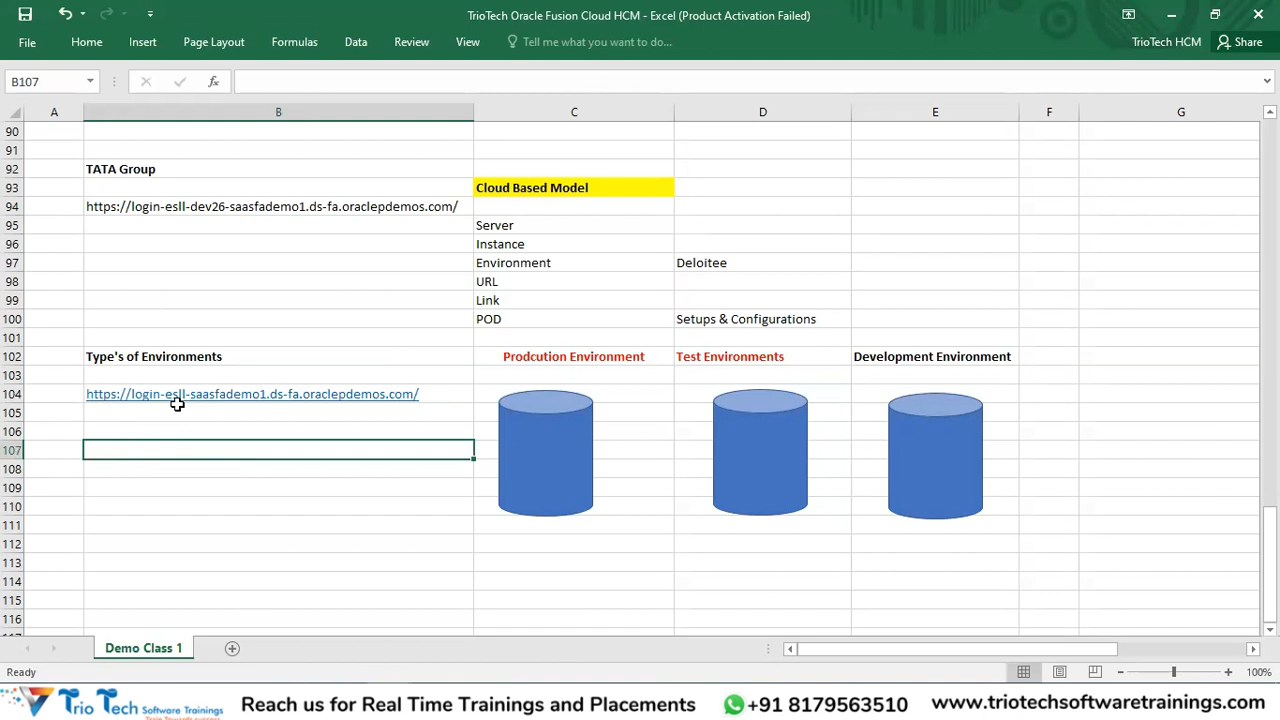 TrioTech Oracle Fusion Cloud HCM - Excel (Product Activation Failed)
File Home Insert Page Layout Formulas Data Review View Tell me what you want to do... TrioTech HCM Share
B107 fx
A B C D E F G
90
91
92 TATA Group
93 Cloud Based Model
94 https://login-esll-dev26-saasfademo1.ds-fa.oraclepdemos.com/
95 Server
96 Instance
97 Environment Deloitee
98 URL
99 Link
100 POD Setups & Configurations
101
102 Type's of Environments Prodcution Environment Test Environments Development Environment
103
104 https://login-esll-saasfademo1.ds-fa.oraclepdemos.com/
105
106
107
108
109
110
111
112
113
114
115
116
117
Demo Class 1
Ready 100%
Trio Tech Software Trainings Reach us for Real Time Trainings and Placements +91 8179563510 www.triotechsoftwaretrainings.com
Trio Towards success